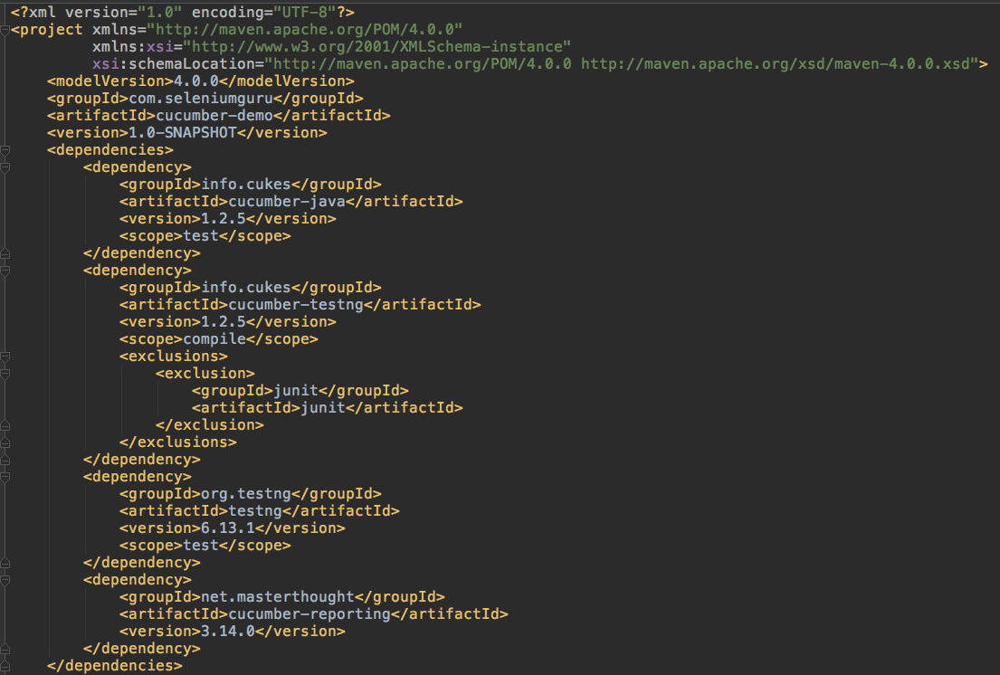 <?xml version="1.0" encoding="UTF-8"?>
<project xmlns="http://maven.apache.org/POM/4.0.0"
         xmlns:xsi="http://www.w3.org/2001/XMLSchema-instance"
         xsi:schemaLocation="http://maven.apache.org/POM/4.0.0 http://maven.apache.org/xsd/maven-4.0.0.xsd">
    <modelVersion>4.0.0</modelVersion>
    <groupId>com.seleniumguru</groupId>
    <artifactId>cucumber-demo</artifactId>
    <version>1.0-SNAPSHOT</version>
    <dependencies>
        <dependency>
            <groupId>info.cukes</groupId>
            <artifactId>cucumber-java</artifactId>
            <version>1.2.5</version>
            <scope>test</scope>
        </dependency>
        <dependency>
            <groupId>info.cukes</groupId>
            <artifactId>cucumber-testng</artifactId>
            <version>1.2.5</version>
            <scope>compile</scope>
            <exclusions>
                <exclusion>
                    <groupId>junit</groupId>
                    <artifactId>junit</artifactId>
                </exclusion>
            </exclusions>
        </dependency>
        <dependency>
            <groupId>org.testng</groupId>
            <artifactId>testng</artifactId>
            <version>6.13.1</version>
            <scope>test</scope>
        </dependency>
        <dependency>
            <groupId>net.masterthought</groupId>
            <artifactId>cucumber-reporting</artifactId>
            <version>3.14.0</version>
        </dependency>
    </dependencies>